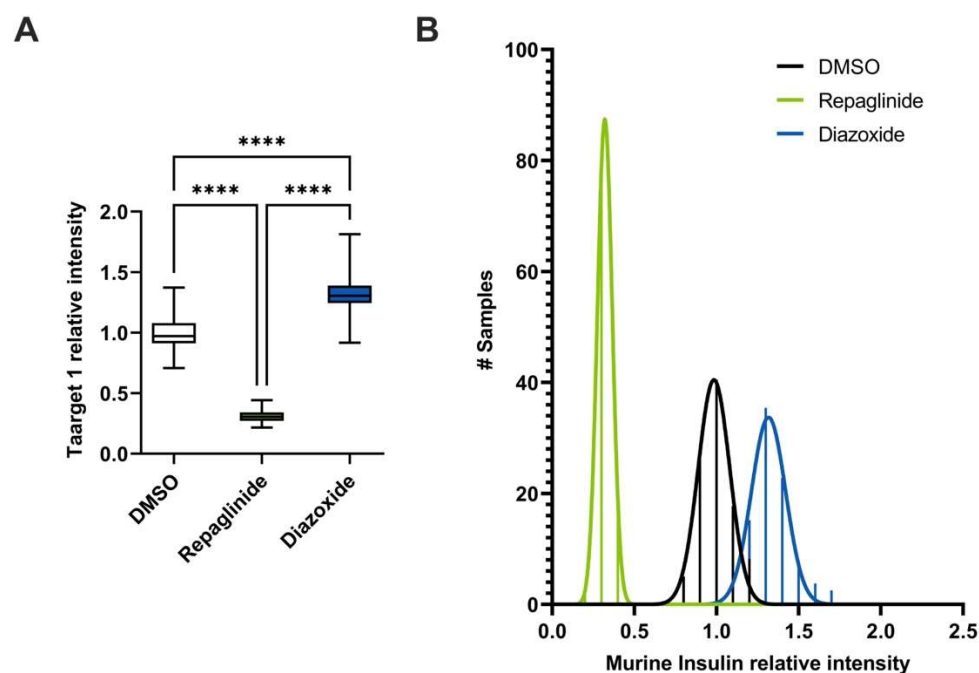 A
****
**** ****
2.0
1.5
1.0
0.5
0.0
Taarget 1 relative intensity
DMSO
Repaglinide
Diazoxide
B
100
80
60
40
20
0
# Samples
DMSO
Repaglinide
Diazoxide
0.0 0.5 1.0 1.5 2.0 2.5
Murine Insulin relative intensity